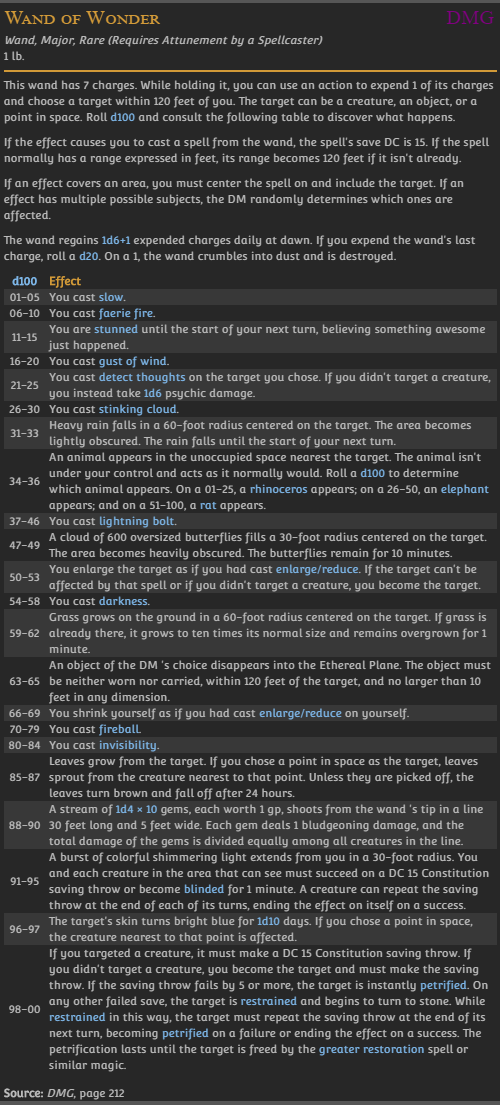 Wand of Wonder DMG
Wand, Major, Rare (Requires Attunement by a Spellcaster)
1 lb.
This wand has 7 charges. While holding it, you can use an action to expend 1 of its charges
and choose a target within 120 feet of you. The target can be a creature, an object, or a
point in space. Roll d100 and consult the following table to discover what happens.
If the effect causes you to cast a spell from the wand, the spell's save DC is 15. If the spell
normally has a range expressed in feet, its range becomes 120 feet if it isn't already.
If an effect covers an area, you must center the spell on and include the target. If an
effect has multiple possible subjects, the DM randomly determines which ones are
affected.
The wand regains 1d6+1 expended charges daily at dawn. If you expend the wand's last
charge, roll a d20. On a 1, the wand crumbles into dust and is destroyed.
d100 Effect
01–05 You cast slow.
06–10 You cast faerie fire.
11–15 You are stunned until the start of your next turn, believing something awesome
just happened.
16–20 You cast gust of wind.
21–25 You cast detect thoughts on the target you chose. If you didn't target a creature,
you instead take 1d6 psychic damage.
26–30 You cast stinking cloud.
31–33 Heavy rain falls in a 60-foot radius centered on the target. The area becomes
lightly obscured. The rain falls until the start of your next turn.
34–36 An animal appears in the unoccupied space nearest the target. The animal isn't
under your control and acts as it normally would. Roll a d100 to determine
which animal appears. On a 01–25, a rhinoceros appears; on a 26–50, an elephant
appears; and on a 51–100, a rat appears.
37–46 You cast lightning bolt.
47–49 A cloud of 600 oversized butterflies fills a 30-foot radius centered on the target.
The area becomes heavily obscured. The butterflies remain for 10 minutes.
50–53 You enlarge the target as if you had cast enlarge/reduce. If the target can't be
affected by that spell or if you didn't target a creature, you become the target.
54–58 You cast darkness.
59–62 Grass grows on the ground in a 60-foot radius centered on the target. If grass is
already there, it grows to ten times its normal size and remains overgrown for 1
minute.
63–65 An object of the DM 's choice disappears into the Ethereal Plane. The object must
be neither worn nor carried, within 120 feet of the target, and no larger than 10
feet in any dimension.
66–69 You shrink yourself as if you had cast enlarge/reduce on yourself.
70–79 You cast fireball.
80–84 You cast invisibility.
85–87 Leaves grow from the target. If you chose a point in space as the target, leaves
sprout from the creature nearest to that point. Unless they are picked off, the
leaves turn brown and fall off after 24 hours.
88–90 A stream of 1d4 × 10 gems, each worth 1 gp, shoots from the wand 's tip in a line
30 feet long and 5 feet wide. Each gem deals 1 bludgeoning damage, and the
total damage of the gems is divided equally among all creatures in the line.
91–95 A burst of colorful shimmering light extends from you in a 30-foot radius. You
and each creature in the area that can see must succeed on a DC 15 Constitution
saving throw or become blinded for 1 minute. A creature can repeat the saving
throw at the end of each of its turns, ending the effect on itself on a success.
96–97 The target's skin turns bright blue for 1d10 days. If you chose a point in space,
the creature nearest to that point is affected.
98–00 If you targeted a creature, it must make a DC 15 Constitution saving throw. If
you didn't target a creature, you become the target and must make the saving
throw. If the saving throw fails by 5 or more, the target is instantly petrified. On
any other failed save, the target is restrained and begins to turn to stone. While
restrained in this way, the target must repeat the saving throw at the end of its
next turn, becoming petrified on a failure or ending the effect on a success. The
petrification lasts until the target is freed by the greater restoration spell or
similar magic.
Source: DMG, page 212